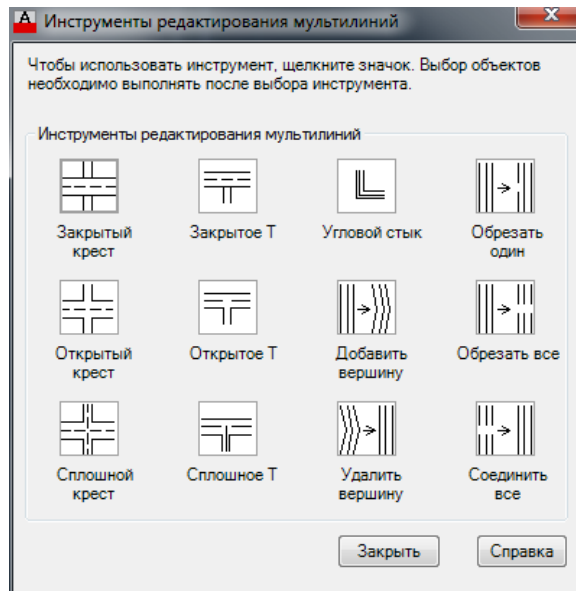 Инструменты редактирования мультилиний
Чтобы использовать инструмент, щелкните значок. Выбор объектов
необходимо выполнять после выбора инструмента.
Инструменты редактирования мультилиний
Закрытый
крест
Закрытое Т
Угловой стык
Обрезать
один
Открытый
крест
Открытое Т
Добавить
вершину
Обрезать все
Сплошной
крест
Сплошное Т
Удалить
вершину
Соединить
все
Закрыть
Справка